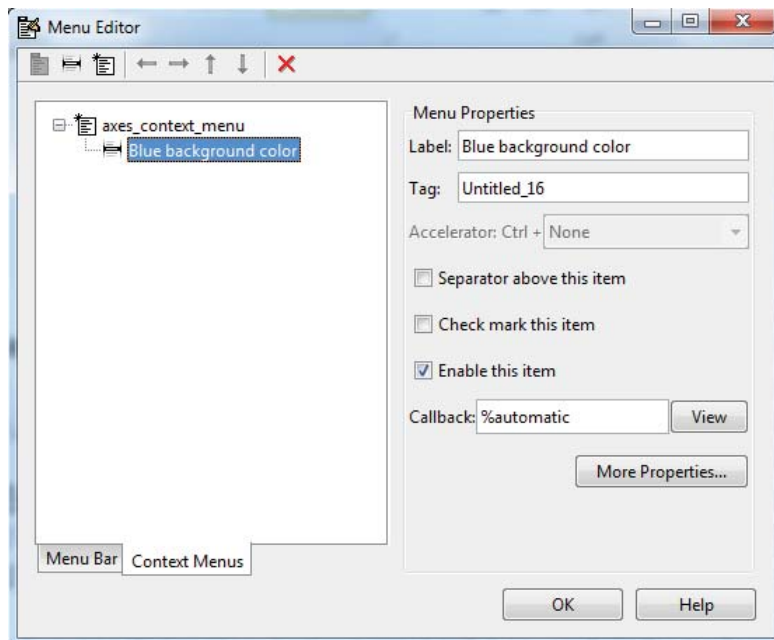 Menu Editor
axes_context_menu
Blue background color
Menu Properties
Label: Blue background color
Tag: Untitled_16
Accelerator: Ctrl + None
Separator above this item
Check mark this item
Enable this item
Callback: %automatic View
More Properties...
Menu Bar Context Menus
OK Help